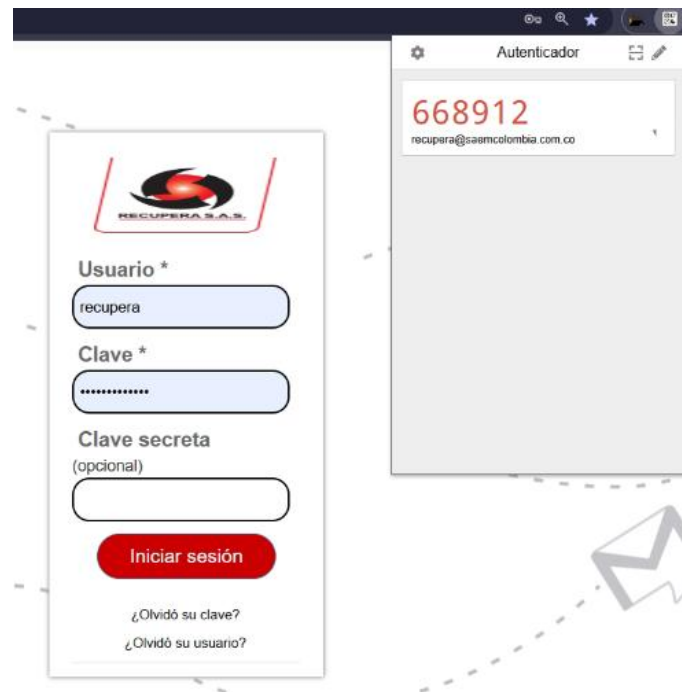 Autenticador
668912
recupera@saemcolombia.com.co
RECUPERA S.A.S.
Usuario *
recupera
Clave *
•••••••••••••
Clave secreta
(opcional)
Iniciar sesión
¿Olvidó su clave?
¿Olvidó su usuario?